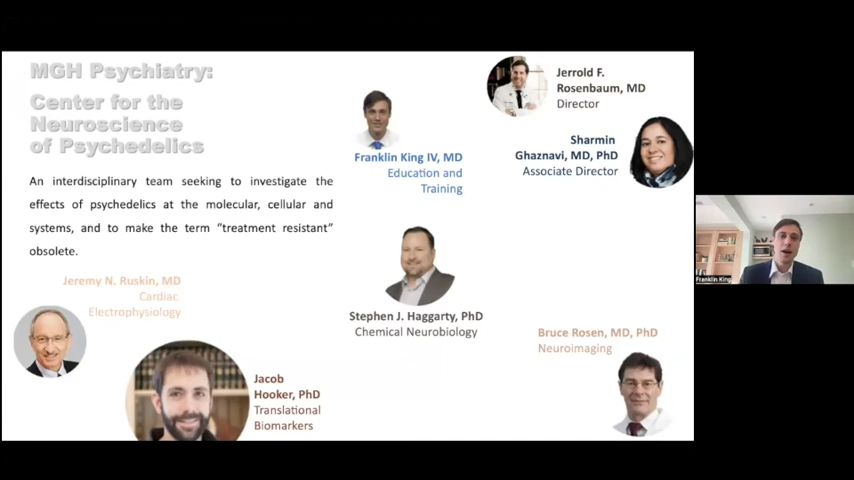 MGH Psychiatry:
Center for the
Neuroscience
of Psychedelics
An interdisciplinary team seeking to investigate the
effects of psychedelics at the molecular, cellular and
systems, and to make the term “treatment resistant”
obsolete.
Jerrold F.
Rosenbaum, MD
Director
Sharmin
Ghaznavi, MD, PhD
Associate Director
Franklin King IV, MD
Education and
Training
Stephen J. Haggarty, PhD
Chemical Neurobiology
Jeremy N. Ruskin, MD
Cardiac
Electrophysiology
Bruce Rosen, MD, PhD
Neuroimaging
Jacob
Hooker, PhD
Translational
Biomarkers
Franklin King